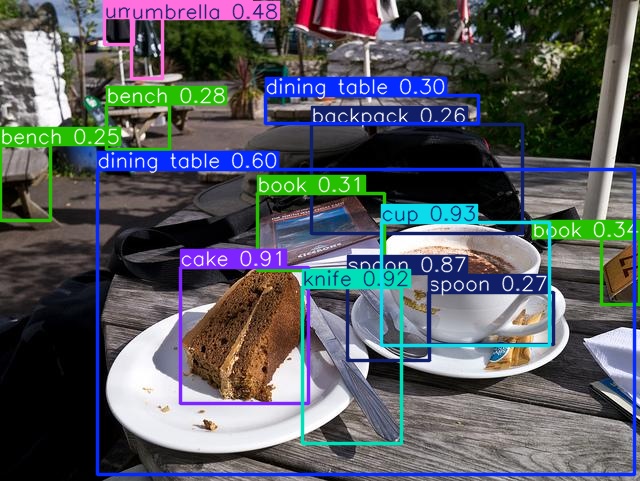 umbrella 0.48
dining table 0.30
bench 0.28
backpack 0.26
bench 0.25
dining table 0.60
book 0.31
cup 0.93
book 0.34
cake 0.91
spoon 0.87
knife 0.92
spoon 0.27